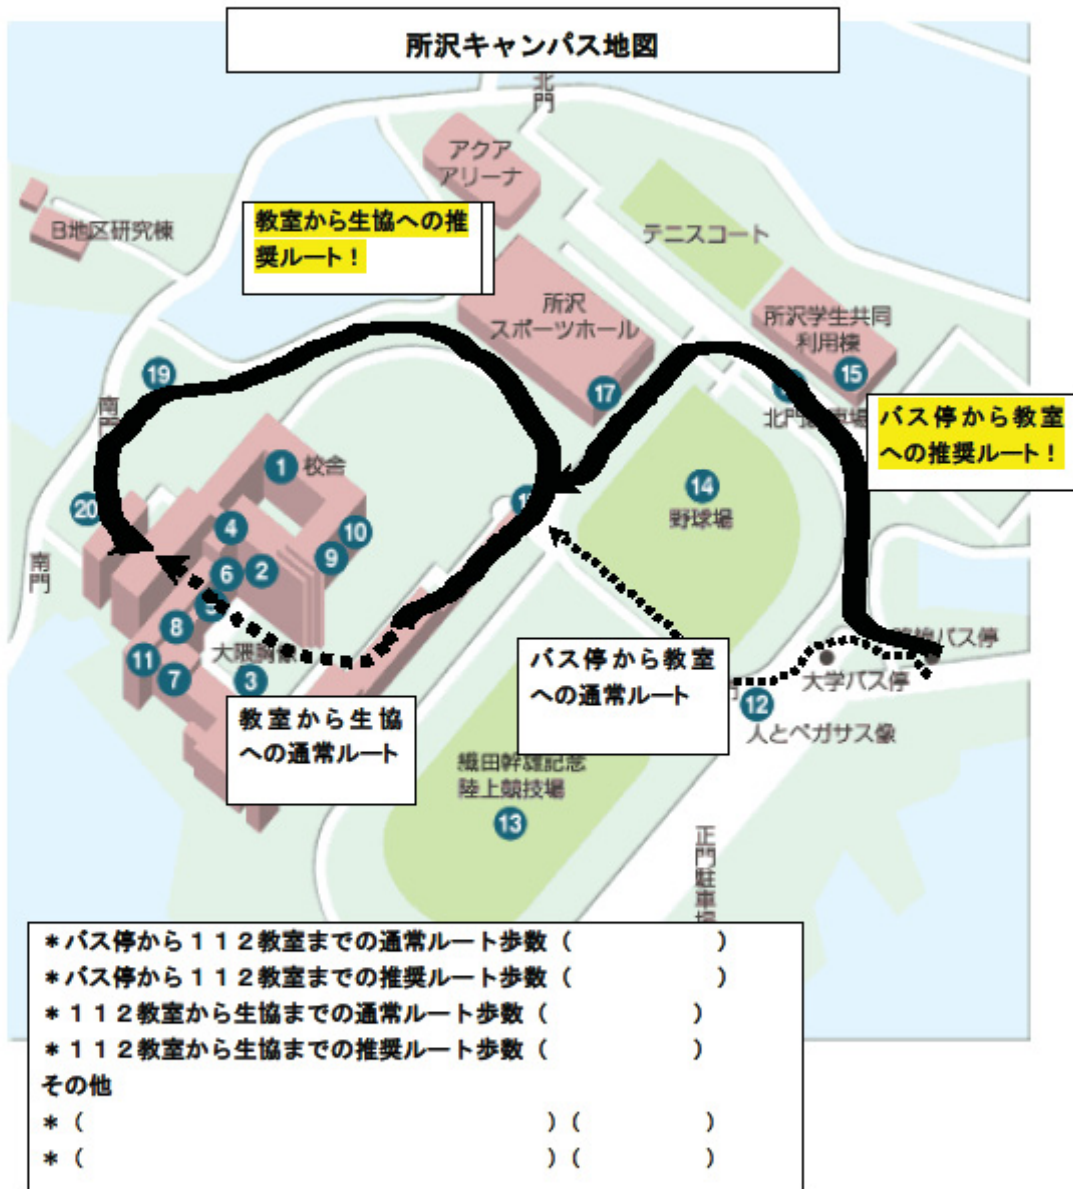 所沢キャンパス地図
北門
アクア
アリーナ
教室から生協への推
奨ルート！
B地区研究棟
テニスコート
所沢
スポーツホール
所沢学生共同
利用棟
15
19
17
バス停から教室
への推奨ルート！
1
校舎
14
野球場
20
4
10
9
6
2
南門
8
大隈胸像
11
7
3
バス停から教室
への通常ルート
バス停
大学バス停
12
人とペガサス像
教室から生協
への通常ルート
織田幹雄記念
陸上競技場
13
正門駐車場
＊バス停から１１２教室までの通常ルート歩数（　　　　　）
＊バス停から１１２教室までの推奨ルート歩数（　　　　　）
＊１１２教室から生協までの通常ルート歩数（　　　　　）
＊１１２教室から生協までの推奨ルート歩数（　　　　　）
その他
＊（　　　　　　　　　　　　　　　）（　　　　）
＊（　　　　　　　　　　　　　　　）（　　　　）